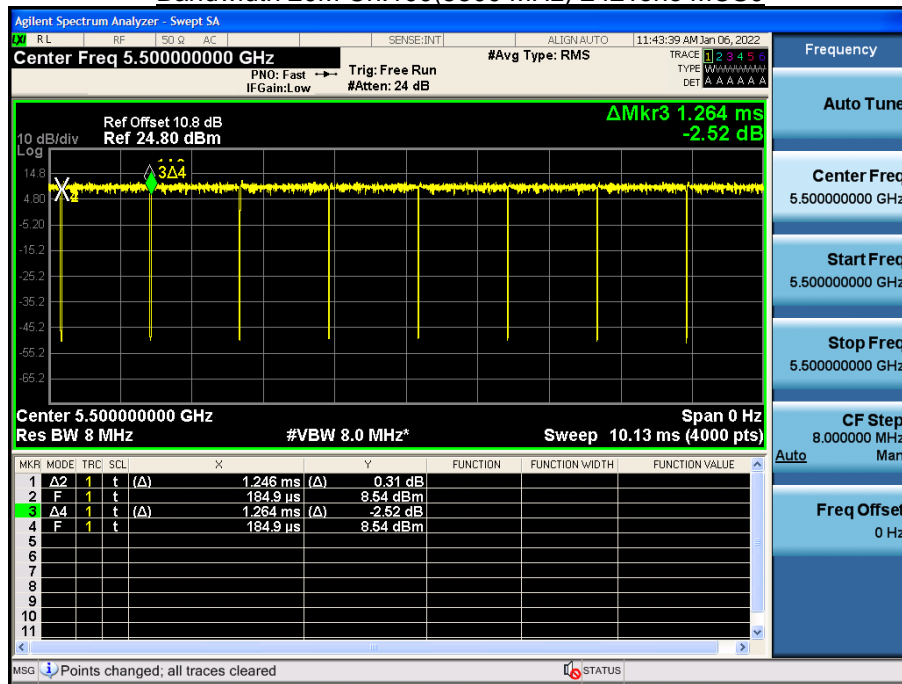 Agilent Spectrum Analyzer - Swept SA
LXI RL RF 50 Ω AC SENSE:INT ALIGN AUTO 11:43:39 AM Jan 06, 2022
Center Freq 5.500000000 GHz #Avg Type: RMS TRACE 1 2 3 4 5 6
PNO: Fast Trig: Free Run TYPE WWWWWW
IFGain:Low #Atten: 24 dB DET A A A A A A
Frequency
Auto Tune
Center Freq
5.500000000 GHz
Start Freq
5.500000000 GHz
Stop Freq
5.500000000 GHz
CF Step
8.000000 MHz
Auto Man
Freq Offset
0 Hz
ΔMkr3 1.264 ms
-2.52 dB
Ref Offset 10.8 dB
10 dB/div Ref 24.80 dBm
Log
14.8
4.80
-5.20
-15.2
-25.2
-35.2
-45.2
-55.2
-65.2
3Δ4
Center 5.500000000 GHz Span 0 Hz
Res BW 8 MHz #VBW 8.0 MHz* Sweep 10.13 ms (4000 pts)
MKR MODE TRC SCL X Y FUNCTION FUNCTION WIDTH FUNCTION VALUE
1 Δ2 1 t (Δ) 1.246 ms (Δ) 0.31 dB
2 F 1 t 184.9 µs 8.54 dBm
3 Δ4 1 t (Δ) 1.264 ms (Δ) -2.52 dB
4 F 1 t 184.9 µs 8.54 dBm
5
6
7
8
9
10
11
MSG Points changed; all traces cleared STATUS